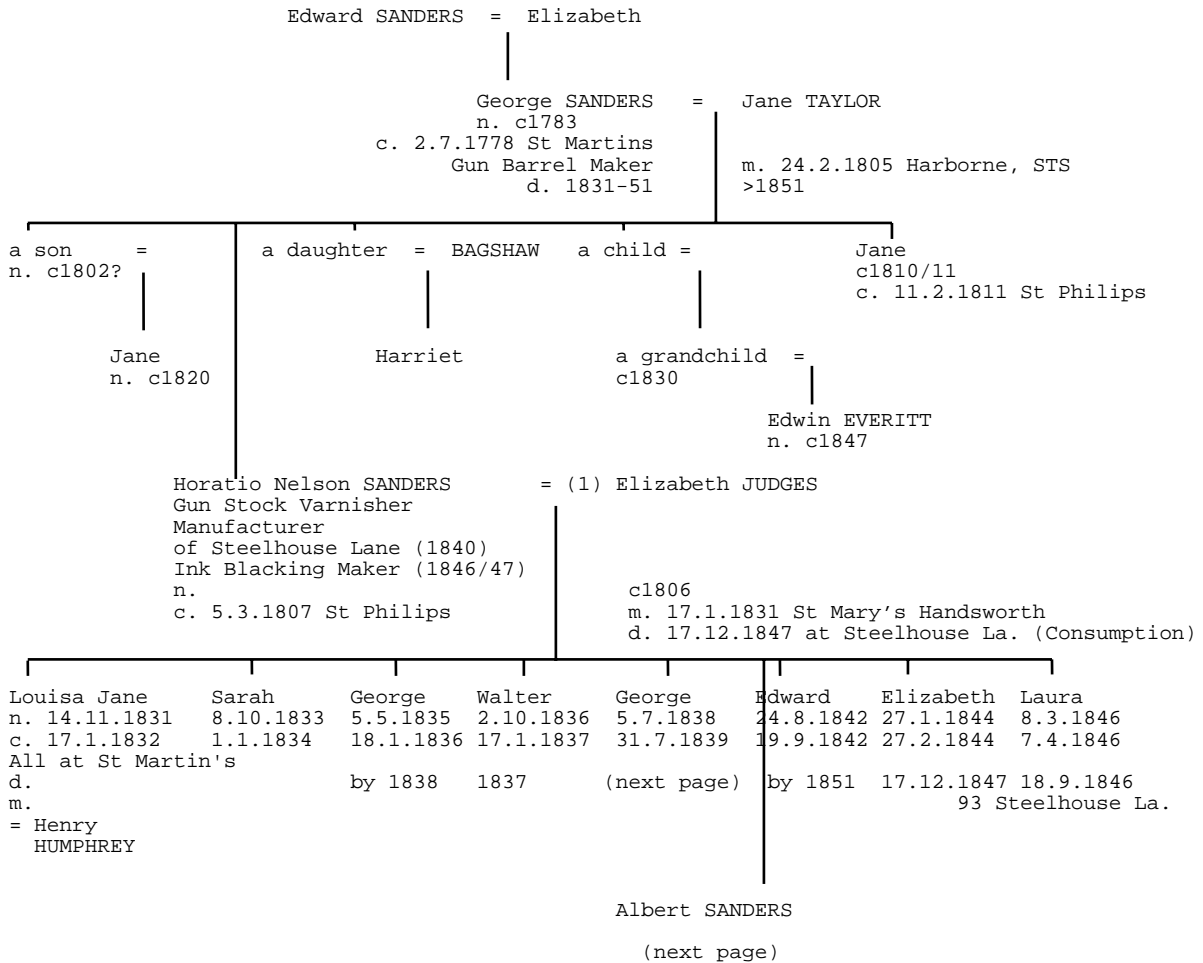 Edward SANDERS = Elizabeth
George SANDERS = Jane TAYLOR
n. c1783
c. 2.7.1778 St Martins
Gun Barrel Maker m. 24.2.1805 Harborne, STS
d. 1831-51 >1851
a son = a daughter = BAGSHAW a child = Jane
n. c1802? c1810/11
c. 11.2.1811 St Philips
Jane Harriet a grandchild =
n. c1820 c1830
Edwin EVERITT
n. c1847
Horatio Nelson SANDERS = (1) Elizabeth JUDGES
Gun Stock Varnisher
Manufacturer
of Steelhouse Lane (1840)
Ink Blacking Maker (1846/47)
n. c1806
c. 5.3.1807 St Philips m. 17.1.1831 St Mary's Handsworth
d. 17.12.1847 at Steelhouse La. (Consumption)
Louisa Jane Sarah George Walter George Edward Elizabeth Laura
n. 14.11.1831 8.10.1833 5.5.1835 2.10.1836 5.7.1838 24.8.1842 27.1.1844 8.3.1846
c. 17.1.1832 1.1.1834 18.1.1836 17.1.1837 31.7.1839 19.9.1842 27.2.1844 7.4.1846
All at St Martin's
d. by 1838 1837 (next page) by 1851 17.12.1847 18.9.1846
m. 93 Steelhouse La.
= Henry
HUMPHREY
Albert SANDERS
(next page)